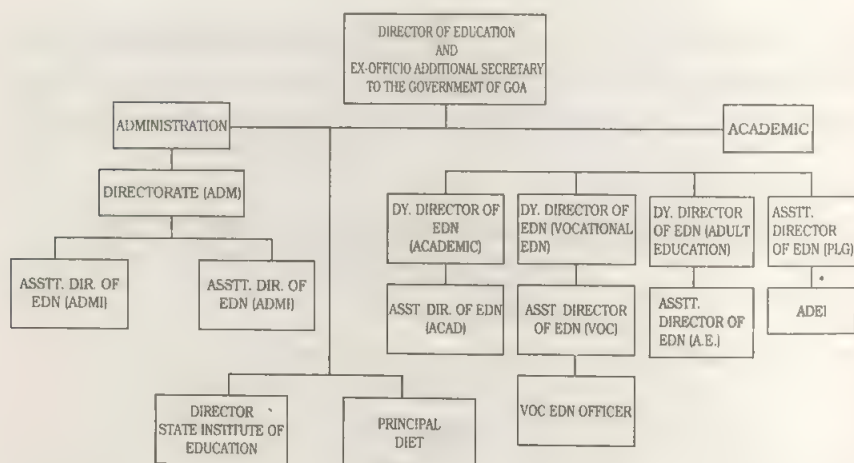 DIRECTOR OF EDUCATION
AND
EX-OFFICIO ADDITIONAL SECRETARY
TO THE GOVERNMENT OF GOA
ADMINISTRATION
ACADEMIC
DIRECTORATE (ADM)
ASSTT. DIR. OF
EDN (ADMI)
ASSTT. DIR. OF
EDN (ADMI)
DY. DIRECTOR OF
EDN
(ACADEMIC)
DY. DIRECTOR OF
EDN (VOCATIONAL
EDN)
DY. DIRECTOR
OF EDN (ADULT
EDUCATION)
ASSTT.
DIRECTOR
OF EDN (PLG)
ASST DIR. OF EDN
(ACAD)
ASST DIRECTOR
OF EDN (VOC)
ASSTT.
DIRECTOR OF
EDN (A.E.)
ADEI
VOC EDN OFFICER
DIRECTOR
STATE INSTITUTE OF
EDUCATION
PRINCIPAL
DIET